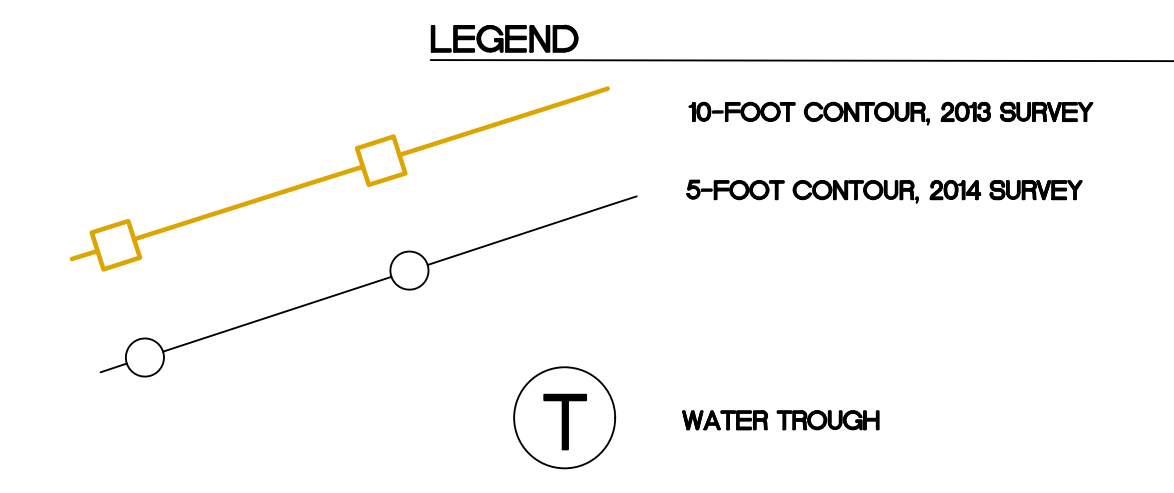 LEGEND
10-FOOT CONTOUR, 2013 SURVEY
5-FOOT CONTOUR, 2014 SURVEY
T
WATER TROUGH